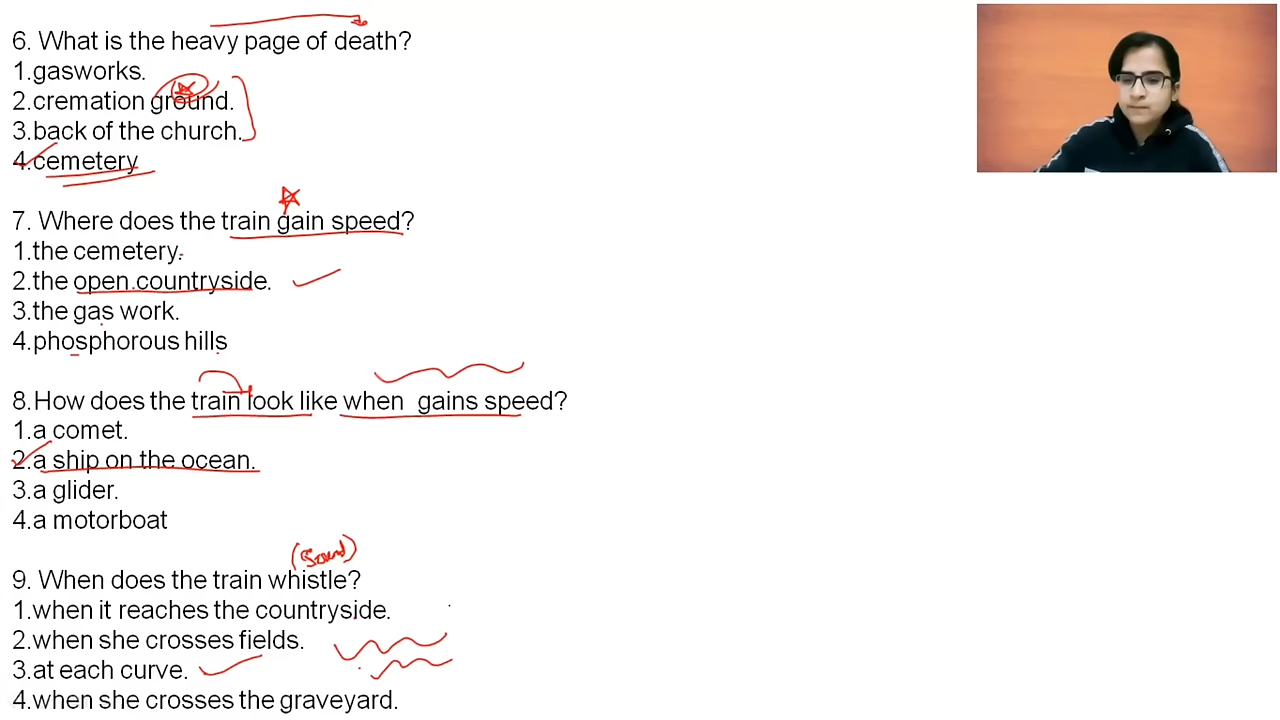 6. What is the heavy page of death?
1.gasworks.
2.cremation ground.
3.back of the church.
4.cemetery
7. Where does the train gain speed?
1.the cemetery.
2.the open countryside.
3.the gas work.
4.phosphorous hills
8.How does the train look like when gains speed?
1.a comet.
2.a ship on the ocean.
3.a glider.
4.a motorboat
(Sound)
9. When does the train whistle?
1.when it reaches the countryside.
2.when she crosses fields.
3.at each curve.
4.when she crosses the graveyard.